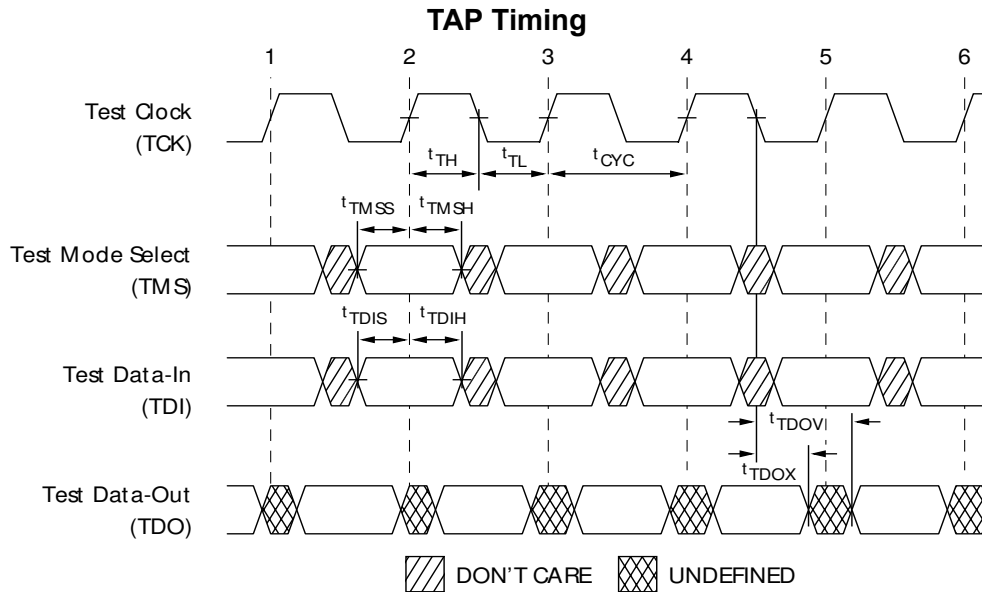 TAP Timing
1 2 3 4 5 6
Test Clock
(TCK)
tTH tTL tCYC
tTMSS tTMSH
Test Mode Select
(TMS)
tTDIS tTDIH
Test Data-In
(TDI)
tTDOV
tTDOX
Test Data-Out
(TDO)
DON'T CARE UNDEFINED